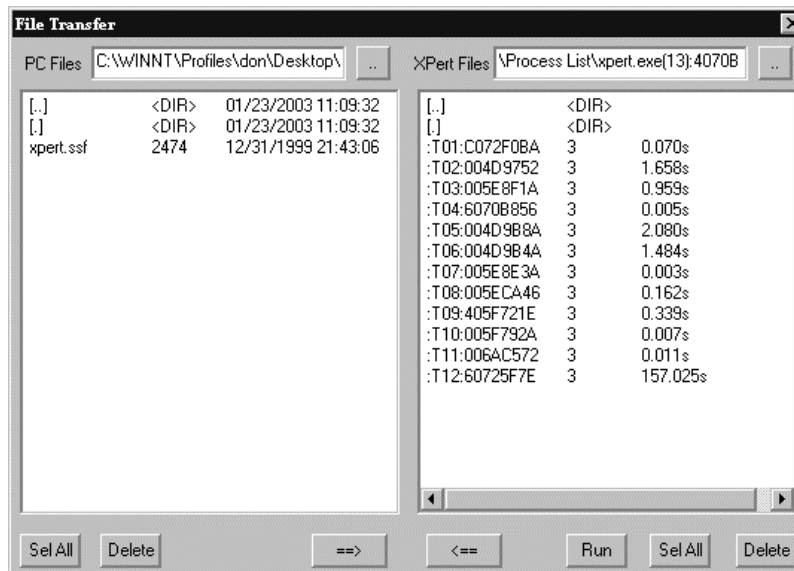 File Transfer
PC Files C:\WINNT\Profiles\don\Desktop\ ..
XPert Files \Process List\xpert.exe(13):4070B ..
[..] <DIR> 01/23/2003 11:09:32
[.] <DIR> 01/23/2003 11:09:32
xpert.ssf 2474 12/31/1999 21:43:06
[..] <DIR>
[.] <DIR>
:T01:C072F0BA 3 0.070s
:T02:004D9752 3 1.658s
:T03:005E8F1A 3 0.959s
:T04:6070B856 3 0.005s
:T05:004D9B8A 3 2.080s
:T06:004D9B4A 3 1.484s
:T07:005E8E3A 3 0.003s
:T08:005ECA46 3 0.162s
:T09:405F721E 3 0.339s
:T10:005F792A 3 0.007s
:T11:006AC572 3 0.011s
:T12:60725F7E 3 157.025s
Sel All Delete ==> <== Run Sel All Delete